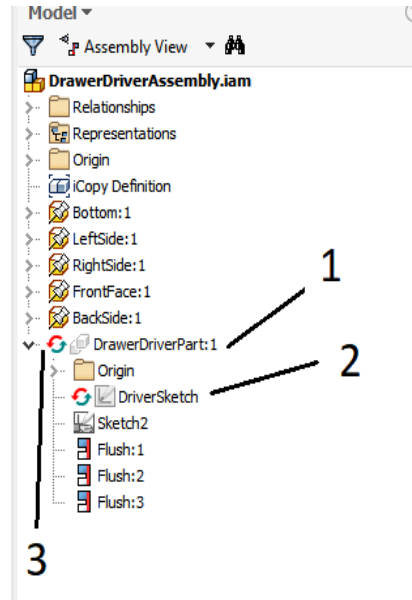 Model
Assembly View
DrawerDriverAssembly.iam
Relationships
Representations
Origin
iCopy Definition
Bottom:1
LeftSide:1
RightSide:1
FrontFace:1
BackSide:1
DrawerDriverPart:1
Origin
DriverSketch
Sketch2
Flush:1
Flush:2
Flush:3
1
2
3